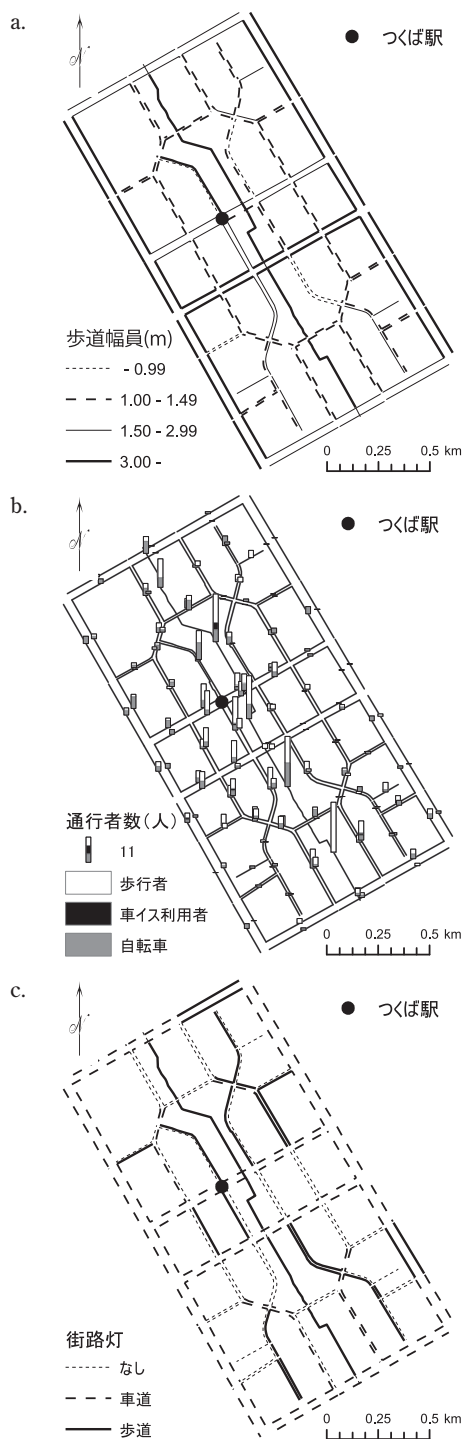 a.
つくば駅
歩道幅員(m)
- 0.99
1.00 - 1.49
1.50 - 2.99
3.00 -
0 0.25 0.5 km
b.
つくば駅
通行者数(人)
11
歩行者
車イス利用者
自転車
0 0.25 0.5 km
c.
つくば駅
街路灯
なし
車道
歩道
0 0.25 0.5 km